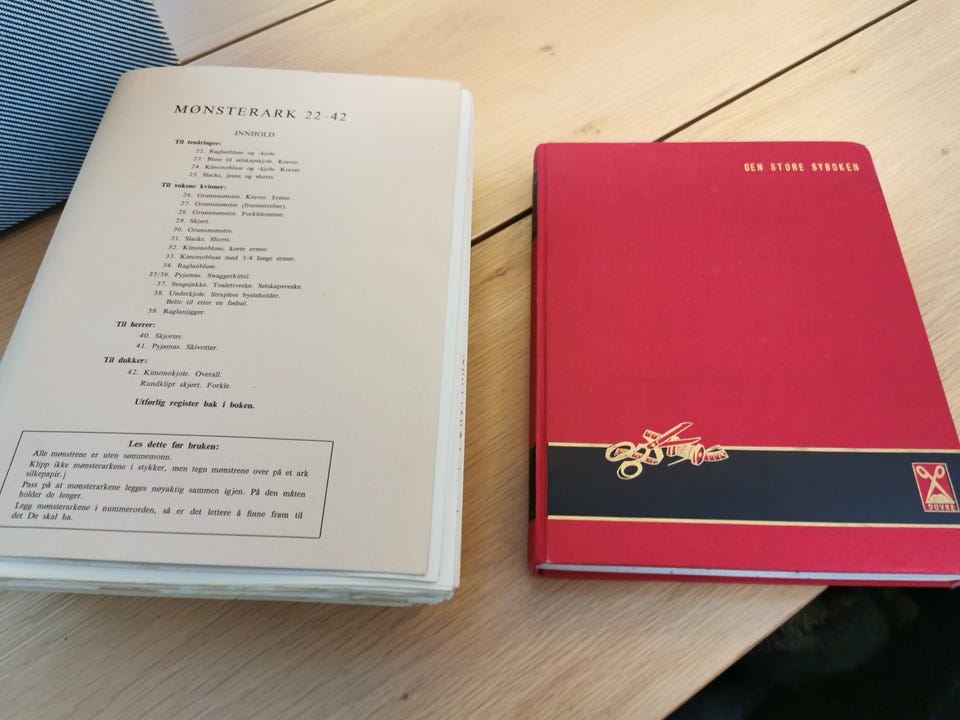 MØNSTERARK 22-42
INNHOLD
Til tenåringer:
22. Raglanbluse og -kjole.
23. Bluse til selskapskjole. Kraver.
24. Kimonobluse og -kjole. Kraver.
25. Slacks, jeans og shorts.
Til voksne kvinner:
26. Grunnmønstre. Kraver. Ermer.
27. Grunnmønstre (fruestørrelser).
28. Grunnmønstre. Forklelommer.
29. Skjørt.
30. Grunnmønstre.
31. Slacks. Shorts.
32. Kimonobluse, korte ermer.
33. Kimonobluse med 3/4 lange ermer.
34. Raglanbluse.
35/36. Pyjamas. Swaggerkittel.
37. Sengejakke. Toalettveske. Selskapsveske.
38. Underkjole. Strapless bysteholder.
Belte til etter en fødsel.
39. Raglanjigger.
Til herrer:
40. Skjorter.
41. Pyjamas. Skivotter.
Til dukker:
42. Kimonokjole. Overall.
Rundklipt skjørt. Forkle.
Utførlig register bak i boken.
Les dette før bruken:
Alle mønstrene er uten sømmemonn.
Klipp ikke mønsterarkene i stykker, men tegn mønstrene over på et ark
silkepapir.
Pass på at mønsterarkene legges nøyaktig sammen igjen. På den måten
holder de lenger.
Legg mønsterarkene i nummerorden, så er det lettere å finne fram til
det De skal ha.
DEN STORE SYBOKEN
DOVRE